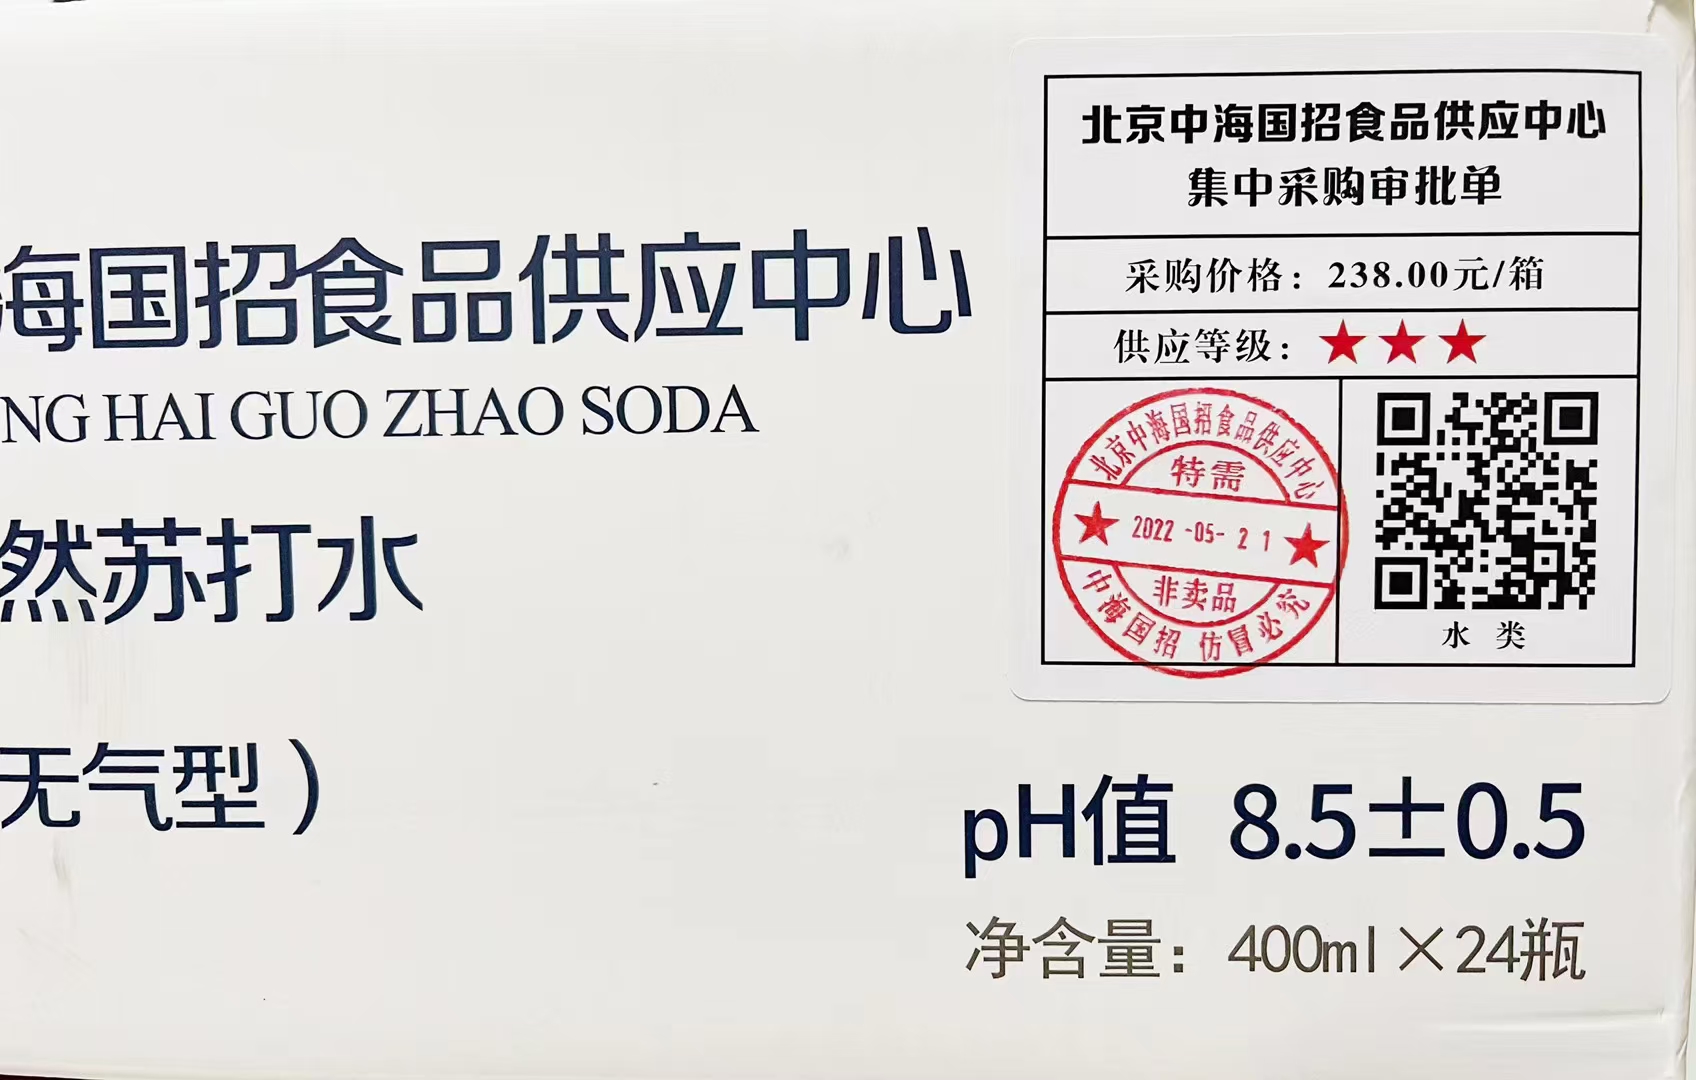 海国招食品供应中心
NG HAI GUO ZHAO SODA
然苏打水
无气型）
北京中海国招食品供应中心
集中采购审批单
采购价格：238.00元/箱
供应等级：★★★
北京中海国招食品供应中心
特需
★ 2022-05-21 ★
非卖品
中海国招 仿冒必究
水 类
pH值 8.5±0.5
净含量：400ml×24瓶